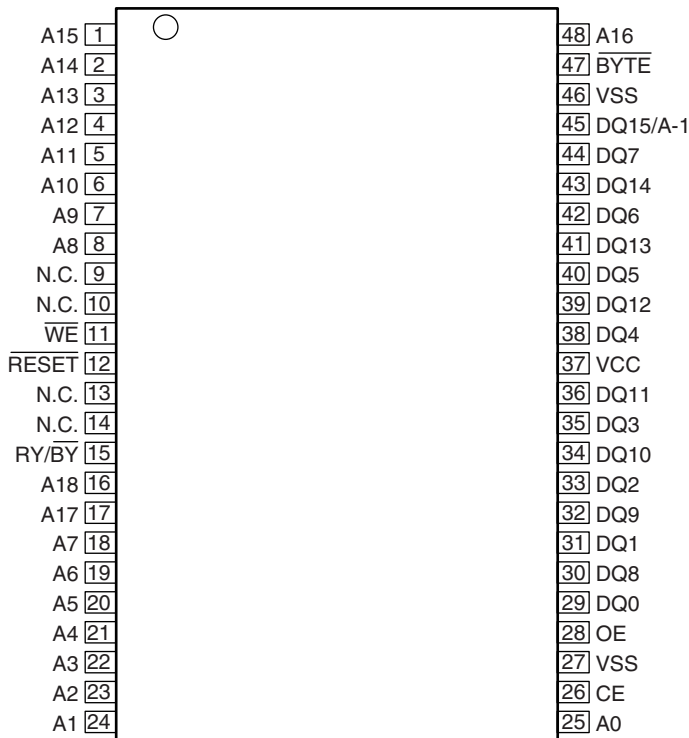 A15 1 48 A16
A14 2 47 B̅Y̅T̅E̅
A13 3 46 VSS
A12 4 45 DQ15/A-1
A11 5 44 DQ7
A10 6 43 DQ14
A9 7 42 DQ6
A8 8 41 DQ13
N.C. 9 40 DQ5
N.C. 10 39 DQ12
W̅E̅ 11 38 DQ4
R̅E̅S̅E̅T̅ 12 37 VCC
N.C. 13 36 DQ11
N.C. 14 35 DQ3
RY/B̅Y̅ 15 34 DQ10
A18 16 33 DQ2
A17 17 32 DQ9
A7 18 31 DQ1
A6 19 30 DQ8
A5 20 29 DQ0
A4 21 28 OE
A3 22 27 VSS
A2 23 26 CE
A1 24 25 A0